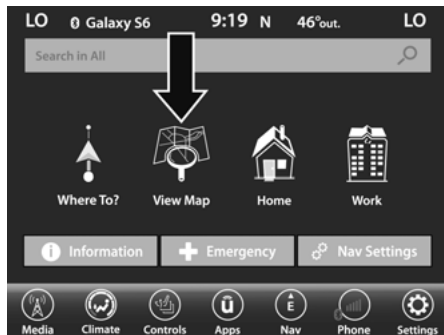 LO Galaxy S6 9:19 N 46°out. LO
Search in All
Where To? View Map Home Work
i Information Emergency Nav Settings
ū E
Media Climate Controls Apps Nav Phone Settings